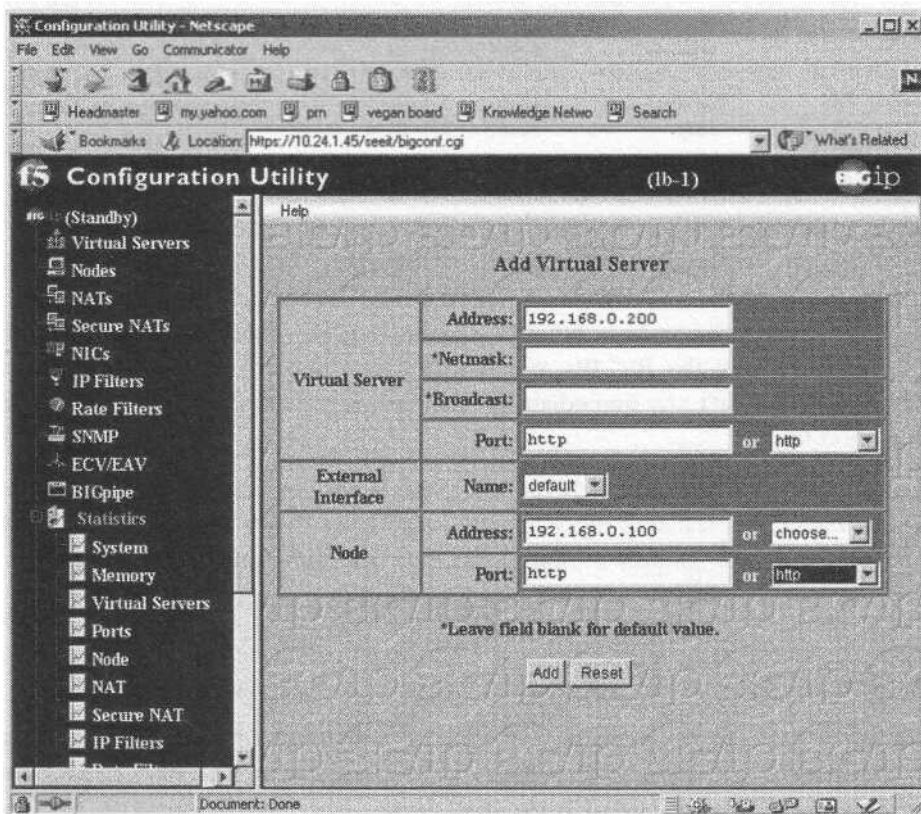 Configuration Utility - Netscape
File Edit View Go Communicator Help
Headmaster my.yahoo.com pm vegan board Knowledge Netwo Search
Bookmarks Location: https://10.24.1.45/seeit/bigconf.cgi What's Related
f5 Configuration Utility (lb-1) BIGip
BIG ip (Standby)
Virtual Servers
Nodes
NATs
Secure NATs
NICs
IP Filters
Rate Filters
SNMP
ECV/EAV
BIGpipe
Statistics
System
Memory
Virtual Servers
Ports
Node
NAT
Secure NAT
IP Filters
Help
Add Virtual Server
Virtual Server
Address: 192.168.0.200
*Netmask:
*Broadcast:
Port: http or http
External Interface
Name: default
Node
Address: 192.168.0.100 or choose...
Port: http or http
*Leave field blank for default value.
Add Reset
Document: Done